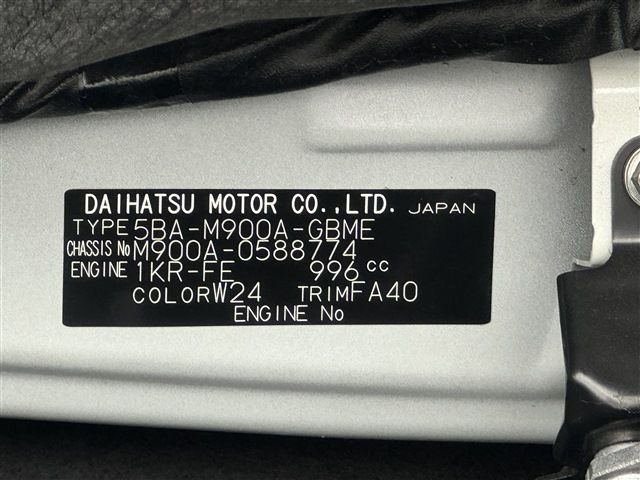 DAIHATSU MOTOR CO.,LTD. JAPAN
TYPE 5BA-M900A-GBME
CHASSIS No M900A-0588774
ENGINE 1KR-FE 996 cc
COLOR W24 TRIM FA40
ENGINE No